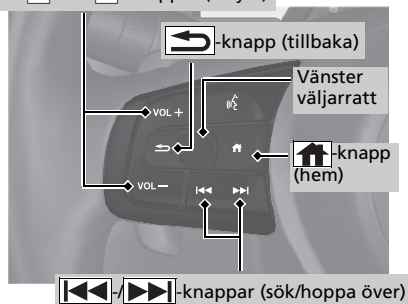 -knapp (tillbaka)
Vänster
väljarratt
VOL +
-knapp
(hem)
VOL −
-/ -knappar (sök/hoppa över)